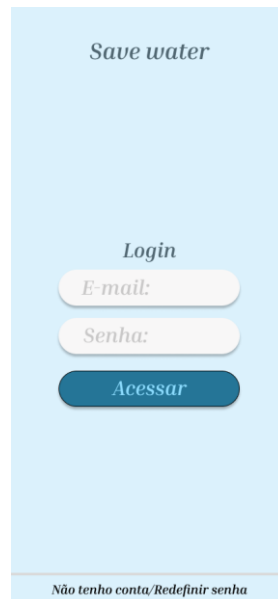 Save water
Login
E-mail:
Senha:
Acessar
Não tenho conta/Redefinir senha